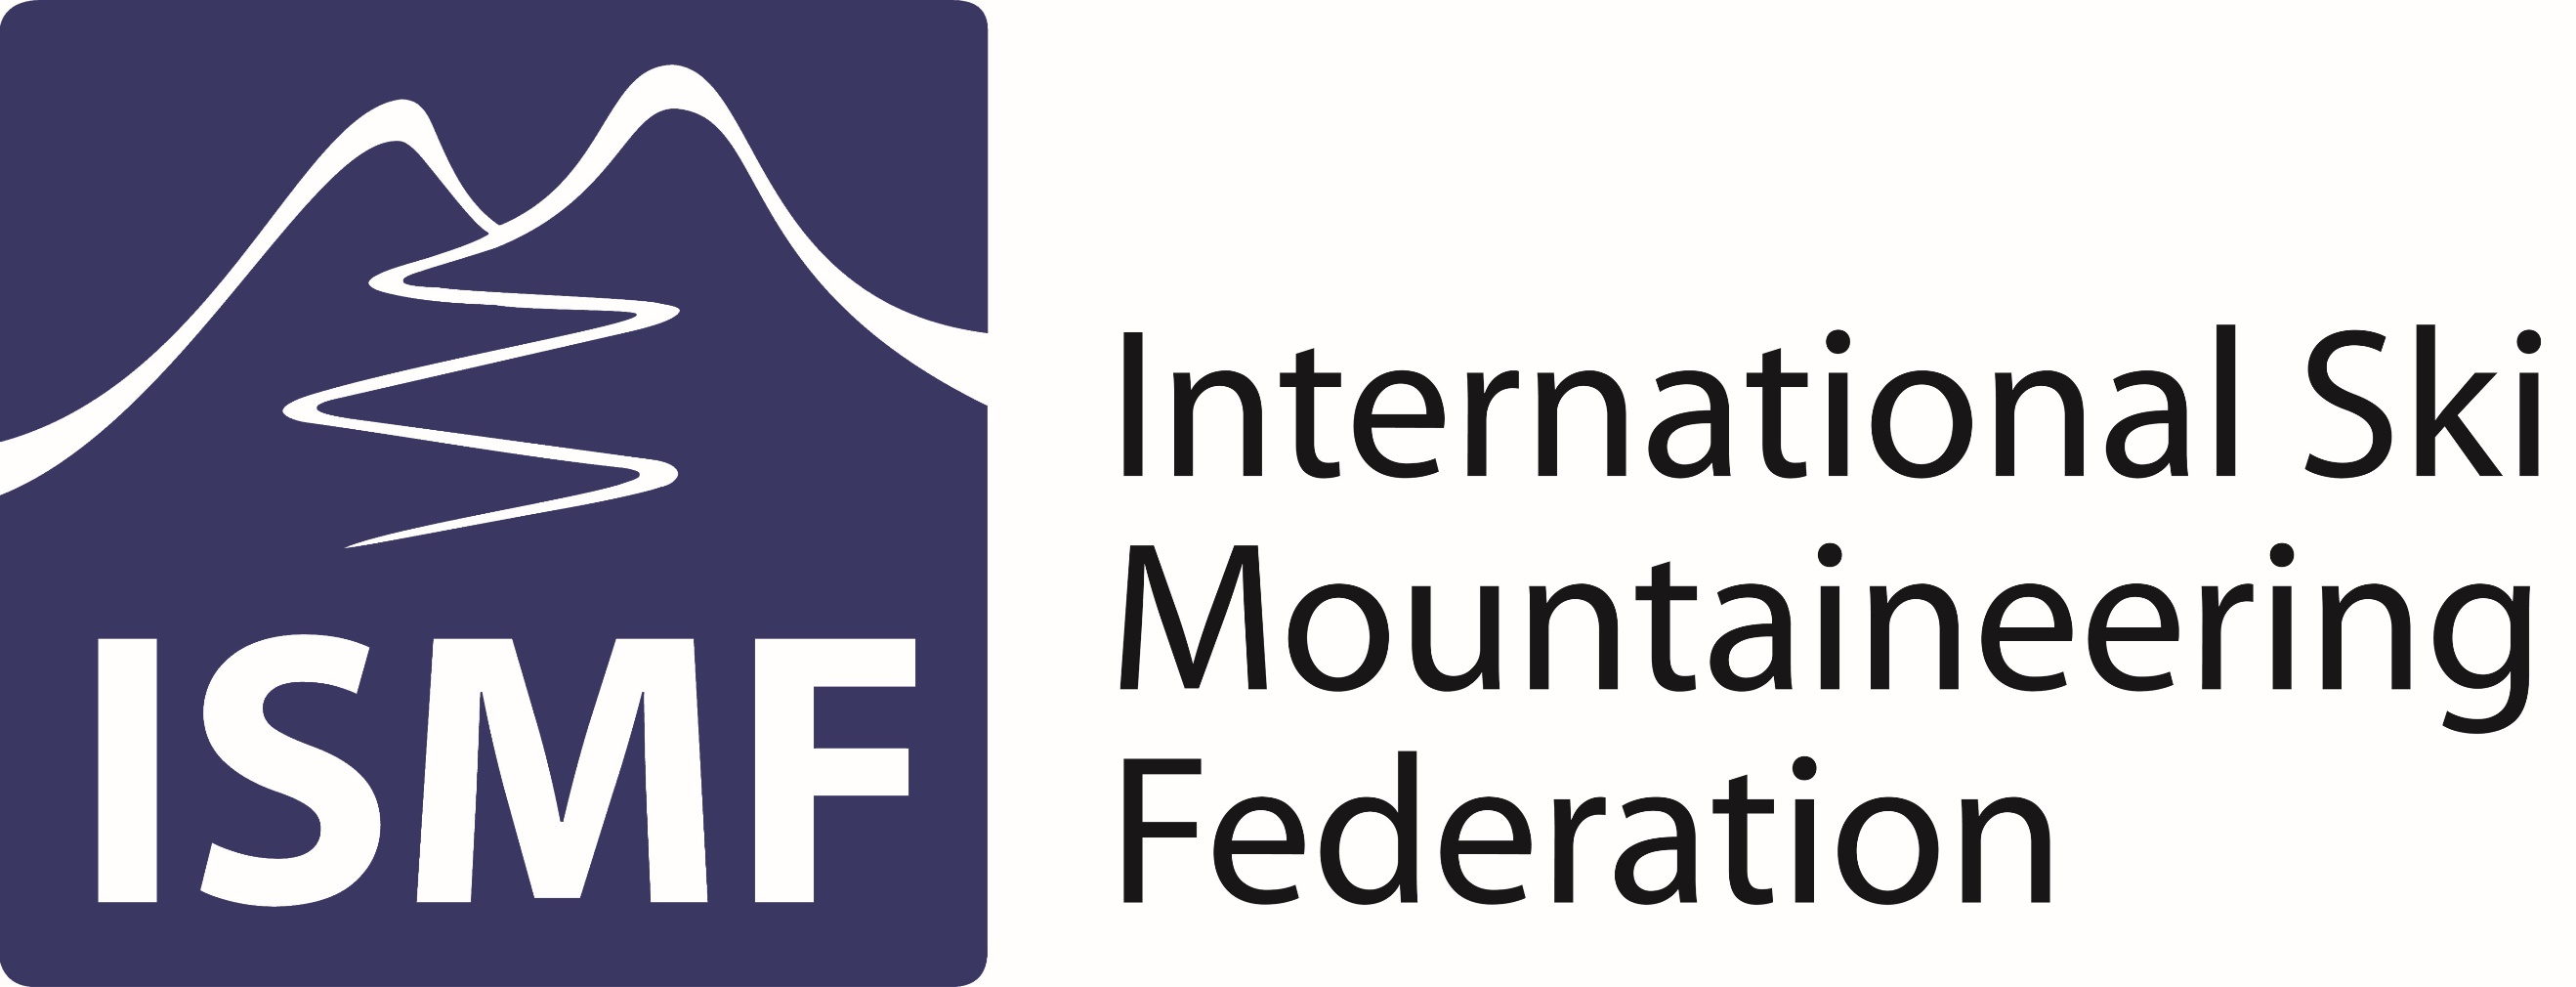 ISMF
International Ski
Mountaineering
Federation